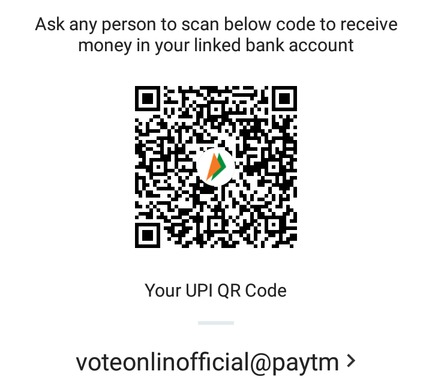 Ask any person to scan below code to receive
money in your linked bank account
Your UPI QR Code
voteonlinofficial@paytm >